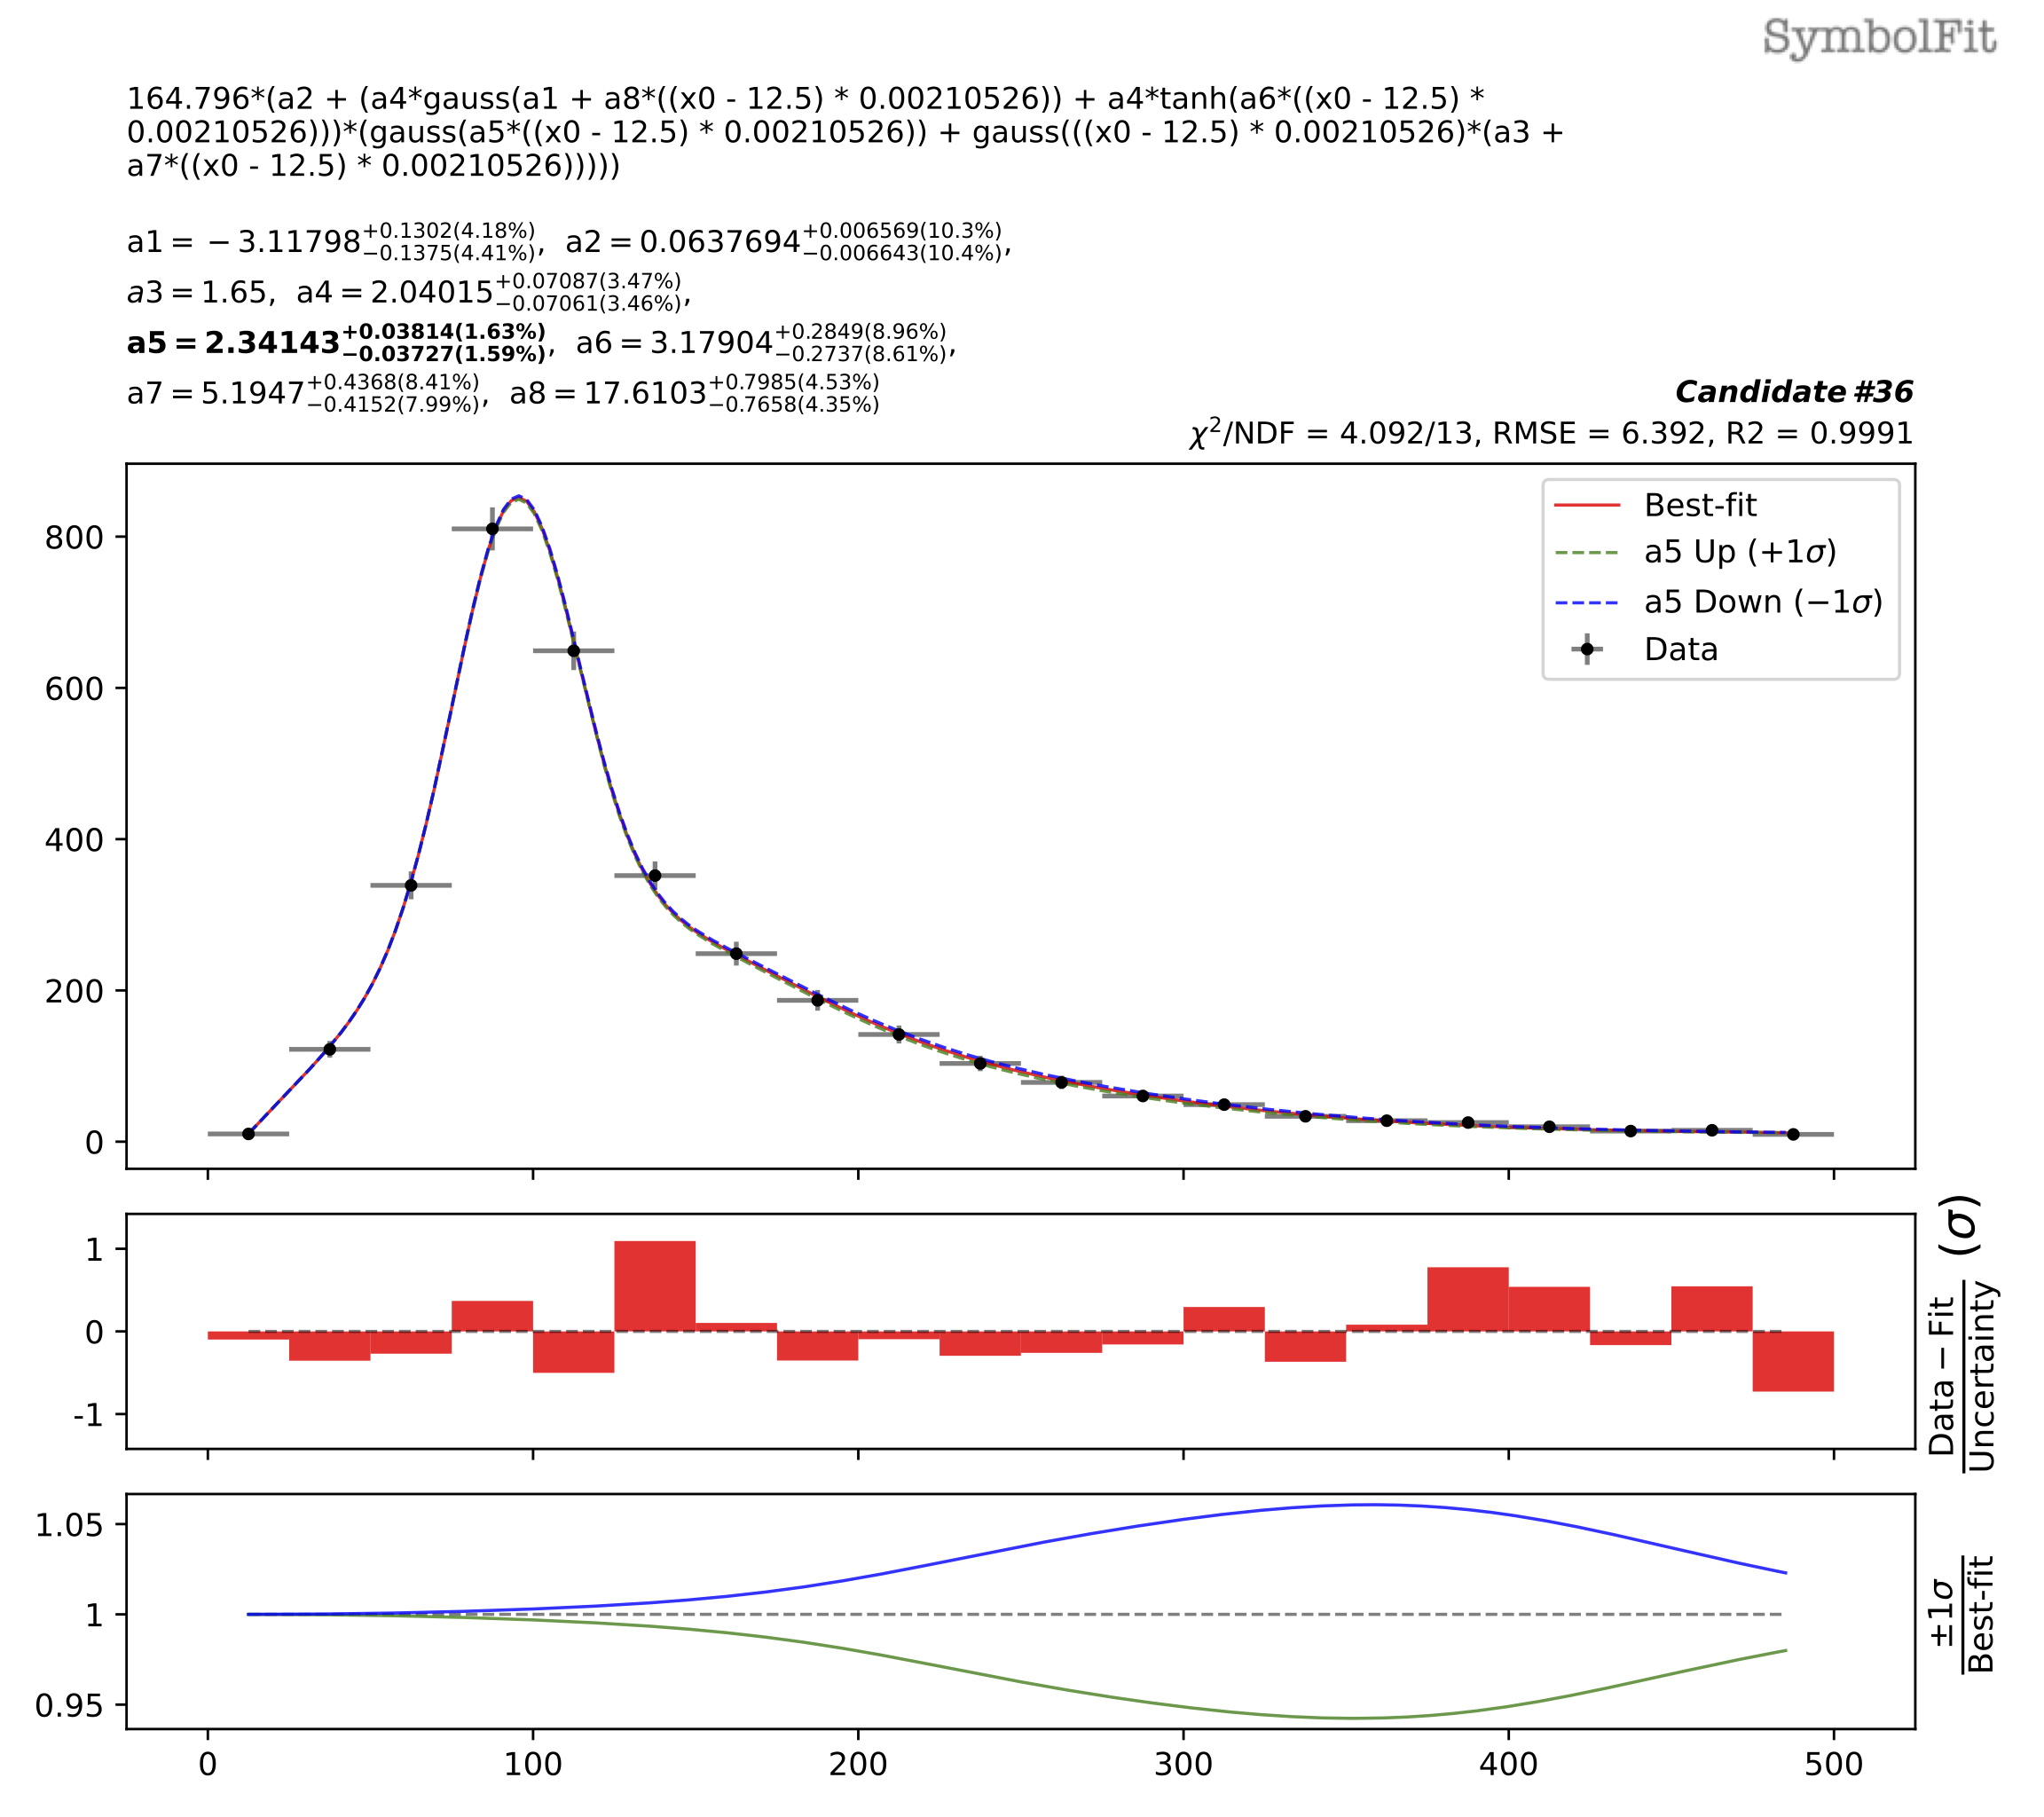 SymbolFit
164.796*(a2 + (a4*gauss(a1 + a8*((x0 - 12.5) * 0.00210526)) + a4*tanh(a6*((x0 - 12.5) *
0.00210526)))*(gauss(a5*((x0 - 12.5) * 0.00210526)) + gauss(((x0 - 12.5) * 0.00210526)*(a3 +
a7*((x0 - 12.5) * 0.00210526)))))
a1 = −3.11798 +0.1302(4.18%) −0.1375(4.41%), a2 = 0.0637694 +0.006569(10.3%) −0.006643(10.4%),
a3 = 1.65, a4 = 2.04015 +0.07087(3.47%) −0.07061(3.46%),
a5 = 2.34143 +0.03814(1.63%) −0.03727(1.59%), a6 = 3.17904 +0.2849(8.96%) −0.2737(8.61%),
a7 = 5.1947 +0.4368(8.41%) −0.4152(7.99%), a8 = 17.6103 +0.7985(4.53%) −0.7658(4.35%)
Candidate #36
χ²/NDF = 4.092/13, RMSE = 6.392, R2 = 0.9991
Best-fit
a5 Up (+1σ)
a5 Down (−1σ)
Data
800
600
400
200
0
1
0
-1
Data − Fit
Uncertainty
(σ)
1.05
1
0.95
±1σ
Best-fit
0 100 200 300 400 500